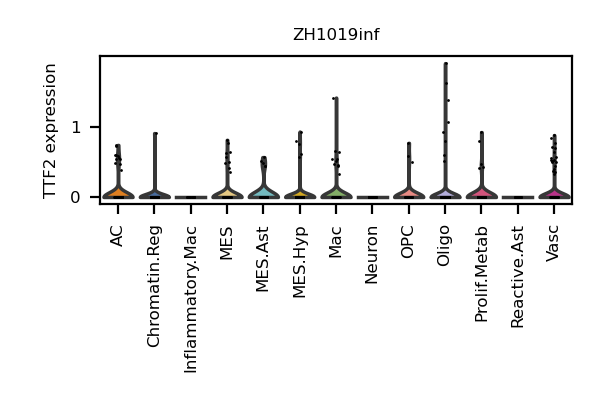 ZH1019inf
TTF2 expression
1
0
AC
Chromatin.Reg
Inflammatory.Mac
MES
MES.Ast
MES.Hyp
Mac
Neuron
OPC
Oligo
Prolif.Metab
Reactive.Ast
Vasc